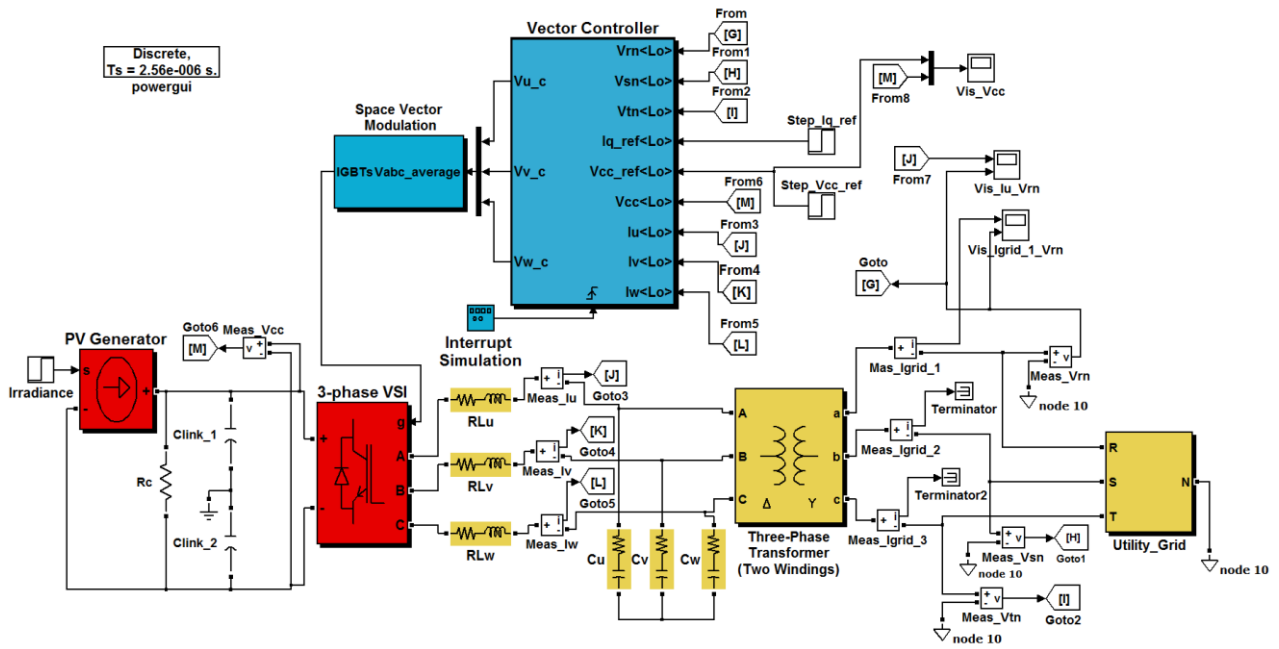 Discrete,
Ts = 2.56e-006 s.
powergui
Vector Controller
Vrn<Lo>
Vsn<Lo>
Vtn<Lo>
Iq_ref<Lo>
Vcc_ref<Lo>
Vcc<Lo>
Iu<Lo>
Iv<Lo>
Iw<Lo>
Vu_c
Vv_c
Vw_c
From
[G]
From1
[H]
From2
[I]
Step_Iq_ref
Step_Vcc_ref
From6
[M]
From3
[J]
From4
[K]
From5
[L]
[M]
From8
Vis_Vcc
[J]
From7
Vis_Iu_Vrn
Vis_Igrid_1_Vrn
Goto
[G]
Space Vector
Modulation
IGBTs Vabc_average
Interrupt
Simulation
PV Generator
s
+
-
Irradiance
Goto6
[M]
Meas_Vcc
v
+
-
Clink_1
Rc
Clink_2
3-phase VSI
g
+
-
A
B
C
RLu
RLv
RLw
+
i
-
Meas_Iu
[J]
Goto3
+
i
-
Meas_Iv
[K]
Goto4
+
i
-
Meas_Iw
[L]
Goto5
Cu
Cv
Cw
A
B
C
a
b
c
Δ
Y
Three-Phase
Transformer
(Two Windings)
+
i
-
Mas_Igrid_1
+
i
-
Meas_Igrid_2
+
i
-
Meas_Igrid_3
Terminator
Terminator2
+
-
v
Meas_Vrn
node 10
+
-
v
Meas_Vsn
node 10
[H]
Goto1
+
-
v
Meas_Vtn
node 10
[I]
Goto2
R
S
T
N
Utility_Grid
node 10